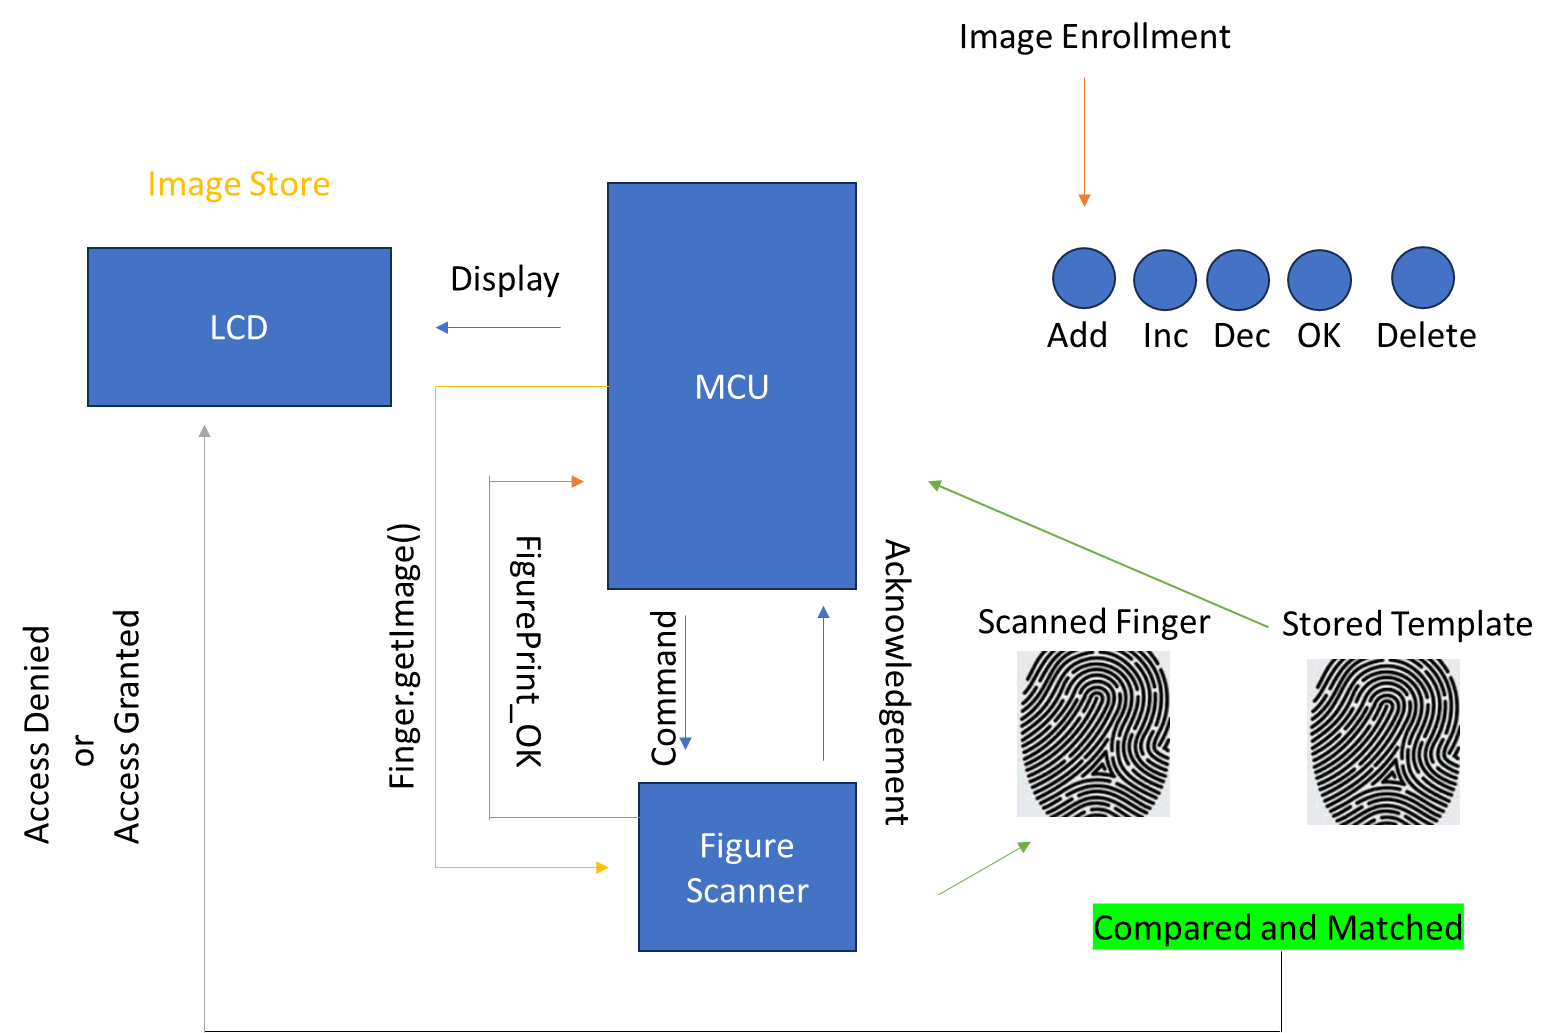 Image Enrollment
Image Store
LCD
Display
MCU
Add Inc Dec OK Delete
Finger.getImage()
FigurePrint_OK
Command
Acknowledgement
Access Denied
or
Access Granted
Scanned Finger
Stored Template
Figure
Scanner
Compared and Matched